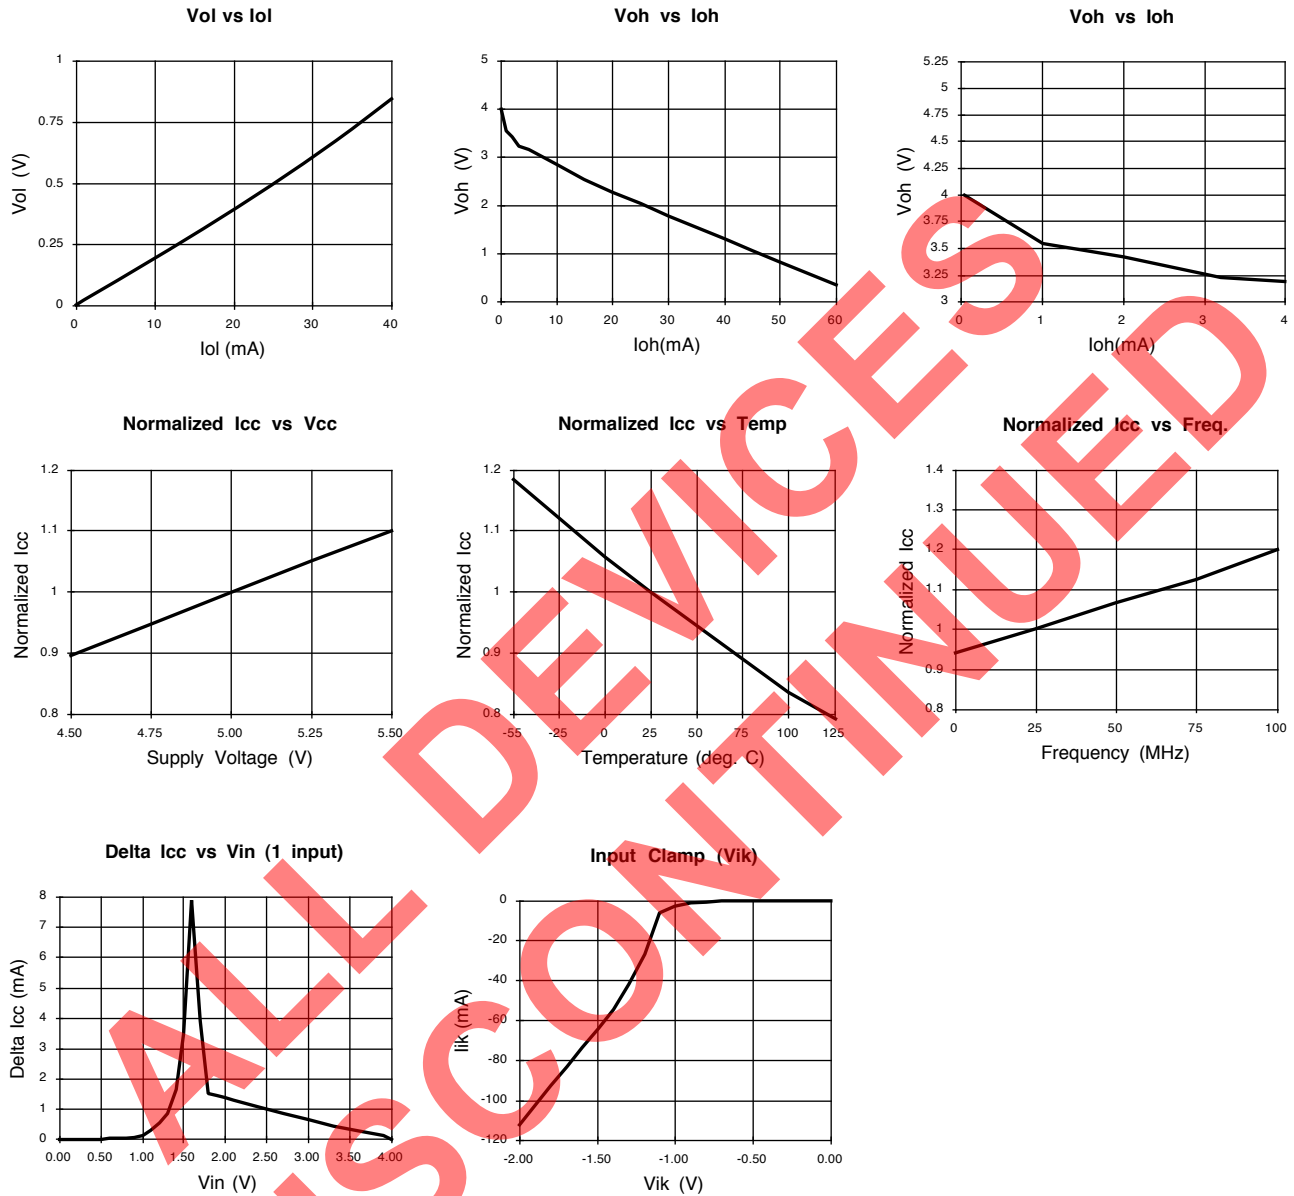 Vol vs Iol
Voh vs Ioh
Voh vs Ioh
1
0.75
0.5
0.25
0
Vol (V)
0 10 20 30 40
Iol (mA)
5
4
3
2
1
0
Voh (V)
0 10 20 30 40 50 60
Ioh(mA)
5.25
5
4.75
4.5
4.25
4
3.75
3.5
3.25
3
Voh (V)
0 1 2 3 4
Ioh(mA)
Normalized Icc vs Vcc
Normalized Icc vs Temp
Normalized Icc vs Freq.
1.2
1.1
1
0.9
0.8
Normalized Icc
4.50 4.75 5.00 5.25 5.50
Supply Voltage (V)
1.2
1.1
1
0.9
0.8
Normalized Icc
-55 -25 0 25 50 75 100 125
Temperature (deg. C)
1.4
1.3
1.2
1.1
1
0.9
0.8
Normalized Icc
0 25 50 75 100
Frequency (MHz)
Delta Icc vs Vin (1 input)
Input Clamp (Vik)
8
7
6
5
4
3
2
1
0
Delta Icc (mA)
0.00 0.50 1.00 1.50 2.00 2.50 3.00 3.50 4.00
Vin (V)
0
-20
-40
-60
-80
-100
-120
Iik (mA)
-2.00 -1.50 -1.00 -0.50 0.00
Vik (V)
ALL DEVICES
SCONTINUED